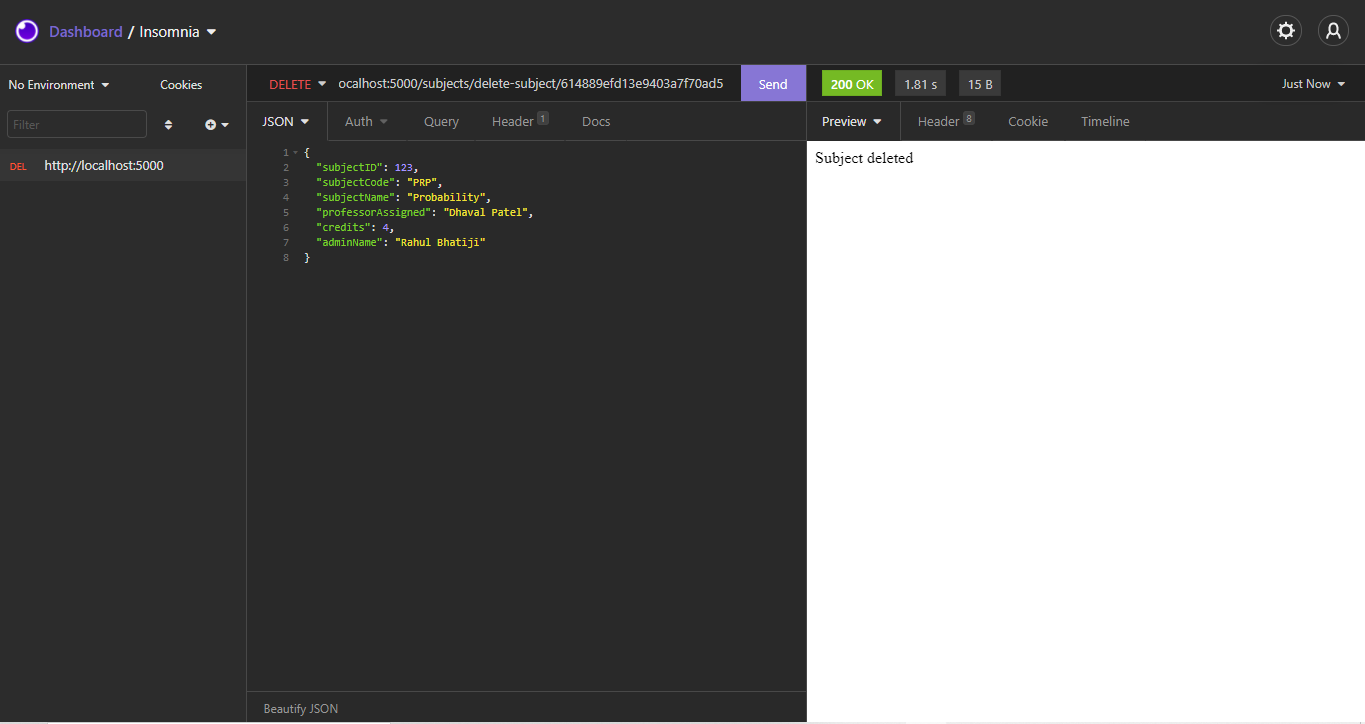 Dashboard / Insomnia
No Environment Cookies
Filter
DEL http://localhost:5000
DELETE ocalhost:5000/subjects/delete-subject/614889efd13e9403a7f70ad5 Send
JSON Auth Query Header 1 Docs
1 {
2 "subjectID": 123,
3 "subjectCode": "PRP",
4 "subjectName": "Probability",
5 "professorAssigned": "Dhaval Patel",
6 "credits": 4,
7 "adminName": "Rahul Bhatiji"
8 }
Beautify JSON
200 OK 1.81 s 15 B Just Now
Preview Header 8 Cookie Timeline
Subject deleted